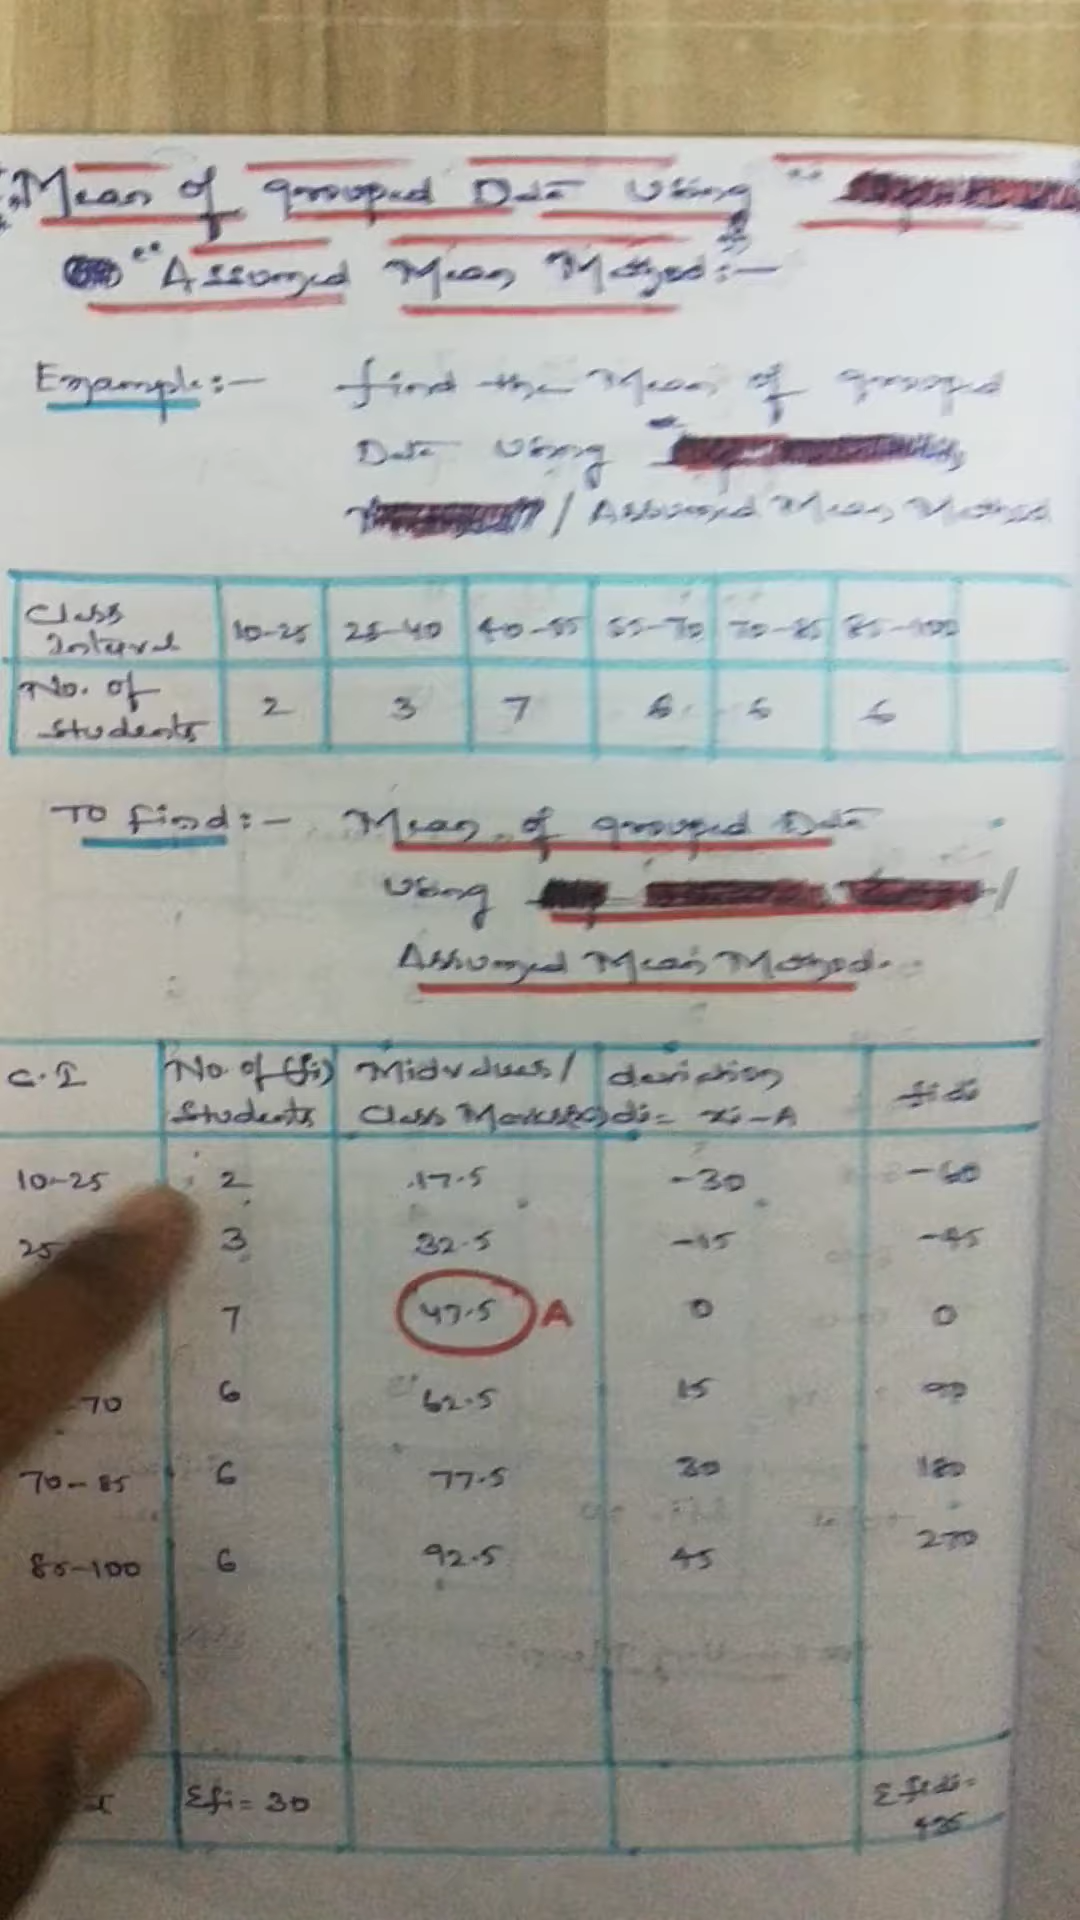 Mean of grouped Data Using "
"Assumed Mean Method":-
Example:- find the Mean of grouped
Data Using
/ Assumed Mean Method
Class Interval 10-25 25-40 40-55 55-70 70-85 85-100
No. of Students 2 3 7 6 6 6
To find:- Mean of grouped Data
Using /
Assumed Mean Method.
C.I No. of (fi) Students Midvalues/ Class Marks(xi) deviation di= xi-A fidi
10-25 2 17.5 -30 -60
25 3 32.5 -15 -45
7 47.5 A 0 0
70 6 62.5 15 90
70-85 6 77.5 30 180
85-100 6 92.5 45 270
Σfi=30 Σfidi=
435